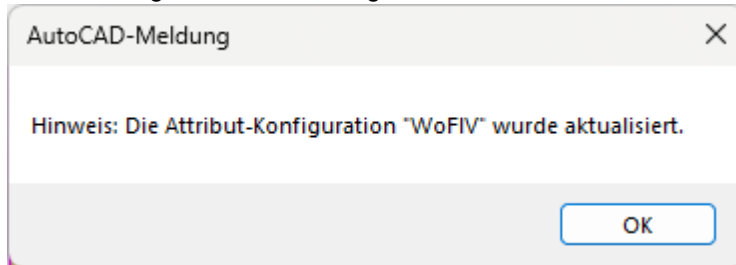 AutoCAD-Meldung
Hinweis: Die Attribut-Konfiguration "WoFIV" wurde aktualisiert.
OK